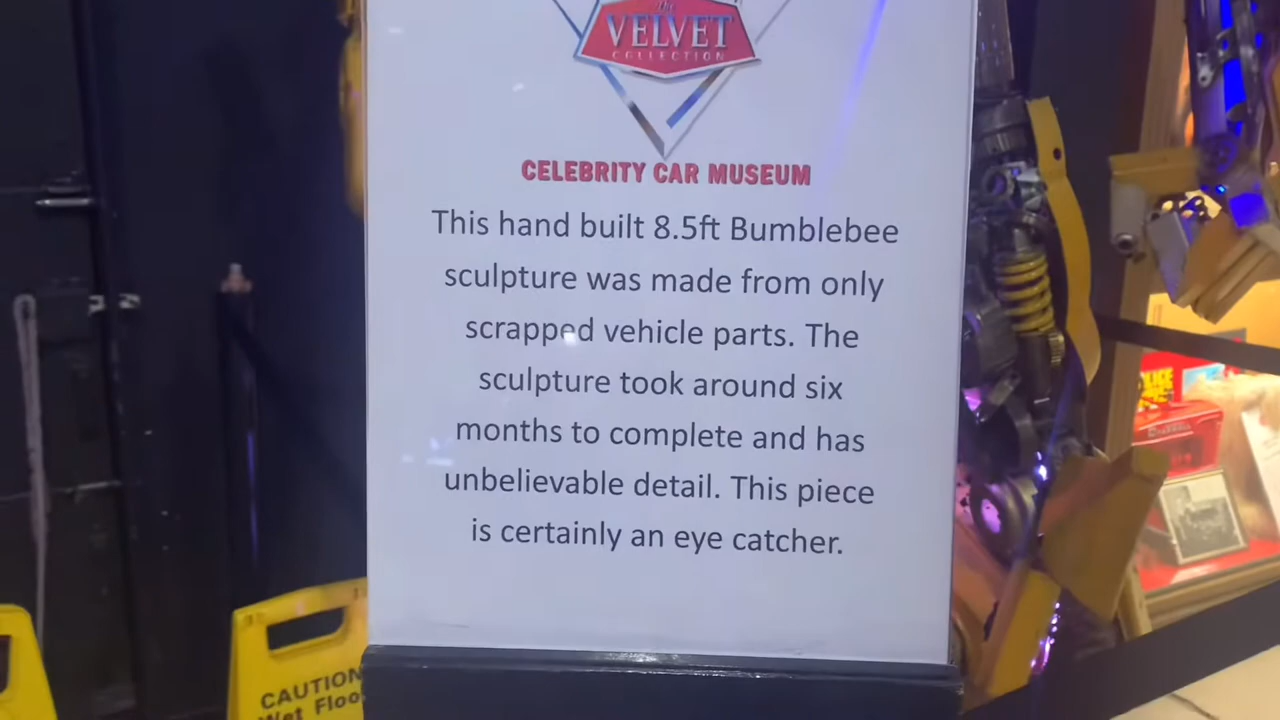 The
VELVET
COLLECTION
CELEBRITY CAR MUSEUM
This hand built 8.5ft Bumblebee
sculpture was made from only
scrapped vehicle parts. The
sculpture took around six
months to complete and has
unbelievable detail. This piece
is certainly an eye catcher.
CAUTION
Wet Floo